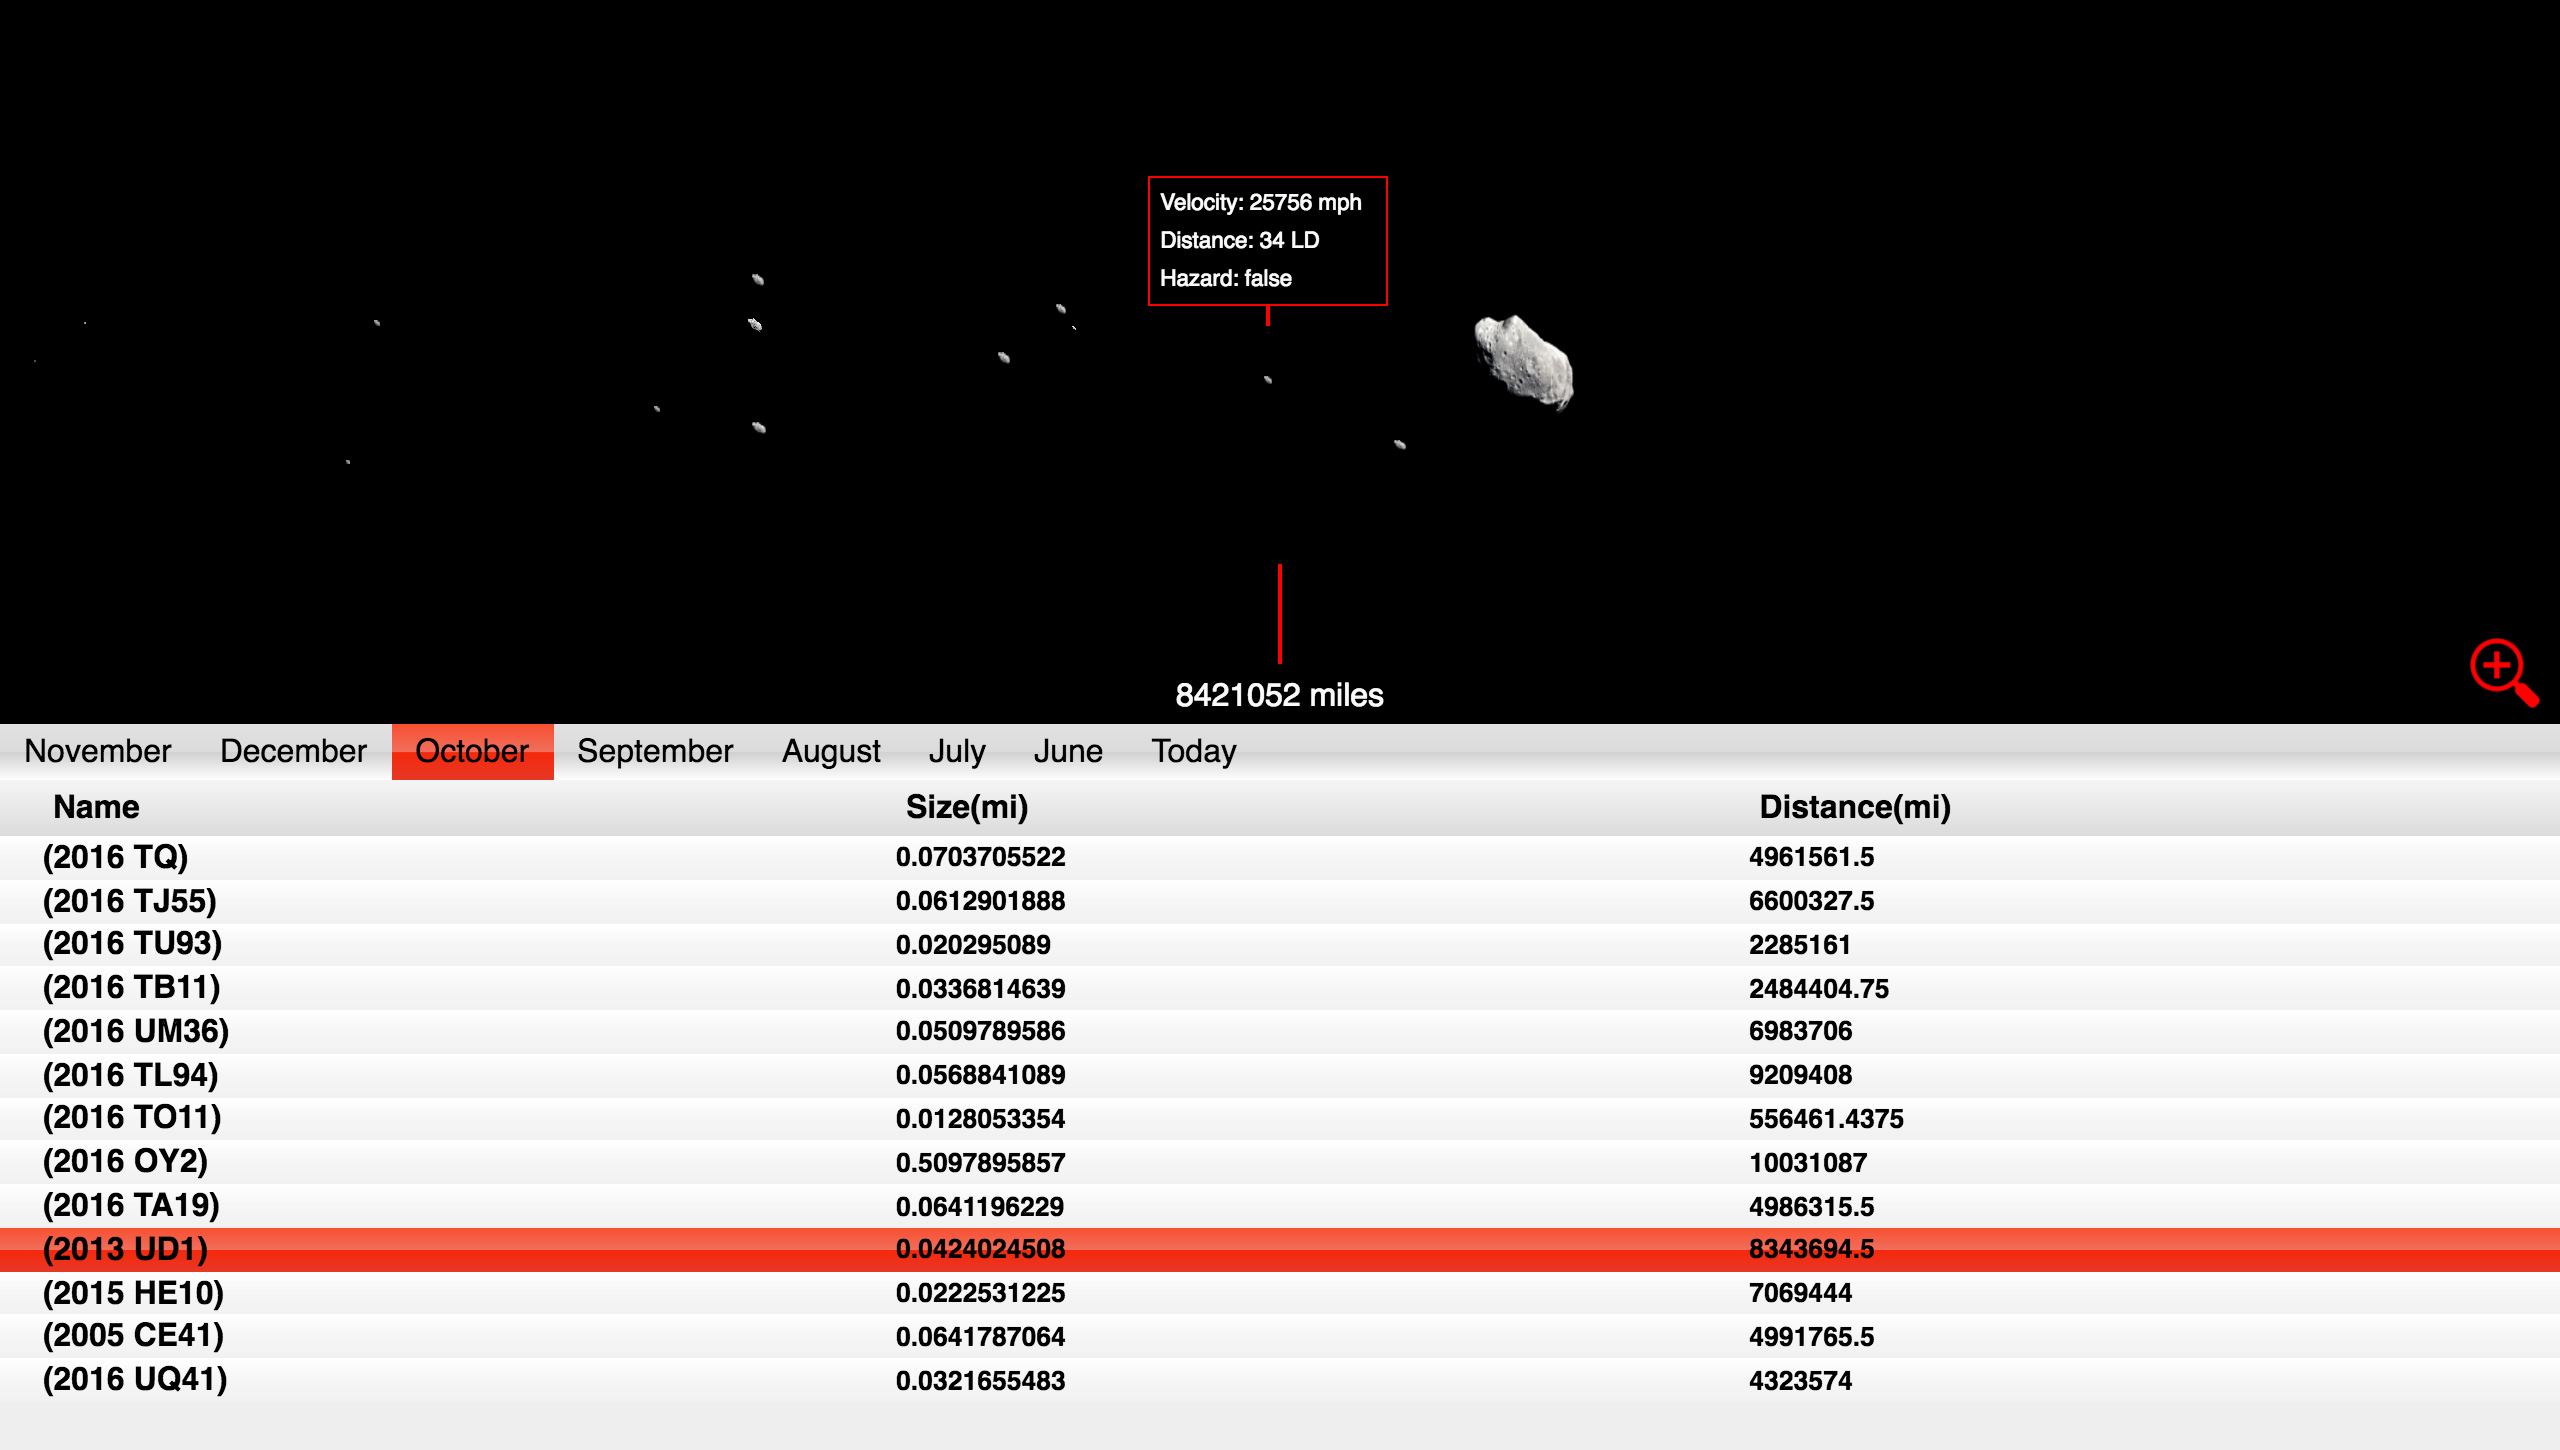 Velocity: 25756 mph
Distance: 34 LD
Hazard: false
8421052 miles
November December October September August July June Today
Name Size(mi) Distance(mi)
(2016 TQ) 0.0703705522 4961561.5
(2016 TJ55) 0.0612901888 6600327.5
(2016 TU93) 0.020295089 2285161
(2016 TB11) 0.0336814639 2484404.75
(2016 UM36) 0.0509789586 6983706
(2016 TL94) 0.0568841089 9209408
(2016 TO11) 0.0128053354 556461.4375
(2016 OY2) 0.5097895857 10031087
(2016 TA19) 0.0641196229 4986315.5
(2013 UD1) 0.0424024508 8343694.5
(2015 HE10) 0.0222531225 7069444
(2005 CE41) 0.0641787064 4991765.5
(2016 UQ41) 0.0321655483 4323574